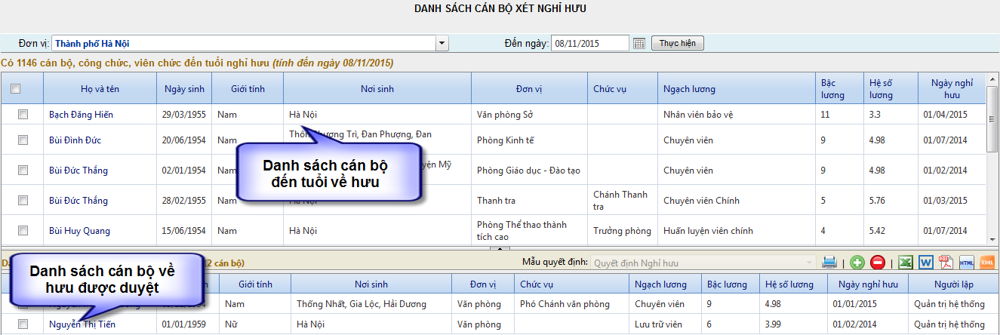 DANH SÁCH CÁN BỘ XÉT NGHỈ HƯU
Đơn vị: Thành phố Hà Nội Đến ngày: 08/11/2015 Thực hiện
Có 1146 cán bộ, công chức, viên chức đến tuổi nghỉ hưu (tính đến ngày 08/11/2015)
Họ và tên Ngày sinh Giới tính Nơi sinh Đơn vị Chức vụ Ngạch lương Bậc lương Hệ số lương Ngày nghỉ hưu
Bạch Đăng Hiến 29/03/1955 Nam Hà Nội Văn phòng Sở Nhân viên bảo vệ 11 3.3 01/04/2015
Bùi Đình Đức 20/06/1954 Nam Phượng Trì, Đan Phượng, Đan Phòng Kinh tế Chuyên viên 9 4.98 01/07/2014
Bùi Đức Thắng 02/01/1954 Mỹ Phòng Giáo dục - Đào tạo Chuyên viên 9 4.98 01/02/2014
Danh sách cán bộ
đến tuổi về hưu
Bùi Đức Thắng 28/02/1955 Nam Hà Nội Thanh tra Chánh Thanh tra Chuyên viên Chính 5 5.76 01/03/2015
Bùi Huy Quang 15/06/1954 Nam Hà Nội Phòng Thể thao thành tích cao Trưởng phòng Huấn luyện viên chính 4 5.42 01/07/2014
(2 cán bộ) Mẫu quyết định: Quyết định Nghỉ hưu | | W PDF HTML XML
Danh sách cán bộ về
hưu được duyệt
Giới tính Nơi sinh Đơn vị Chức vụ Ngạch lương Bậc lương Hệ số lương Ngày nghỉ hưu Người lập
Nam Thống Nhất, Gia Lộc, Hải Dương Văn phòng Phó Chánh văn phòng Chuyên viên 9 4.98 01/01/2015 Quản trị hệ thống
Nguyễn Thị Tiến 01/01/1959 Nữ Hà Nội Văn phòng Lưu trữ viên 6 3.99 01/02/2014 Quản trị hệ thống